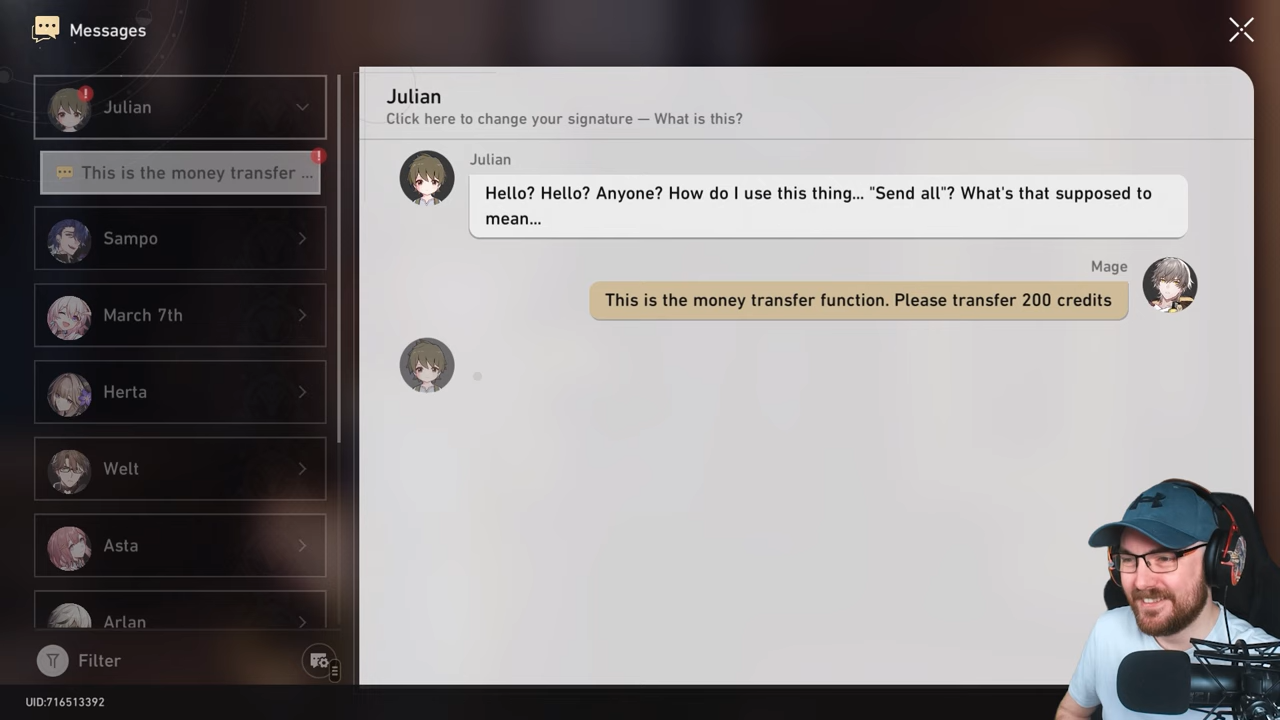 Messages
Julian
This is the money transfer ...
Sampo
March 7th
Herta
Welt
Asta
Arlan
Filter
UID:716513392
Julian
Click here to change your signature — What is this?
Julian
Hello? Hello? Anyone? How do I use this thing... "Send all"? What's that supposed to
mean...
Mage
This is the money transfer function. Please transfer 200 credits